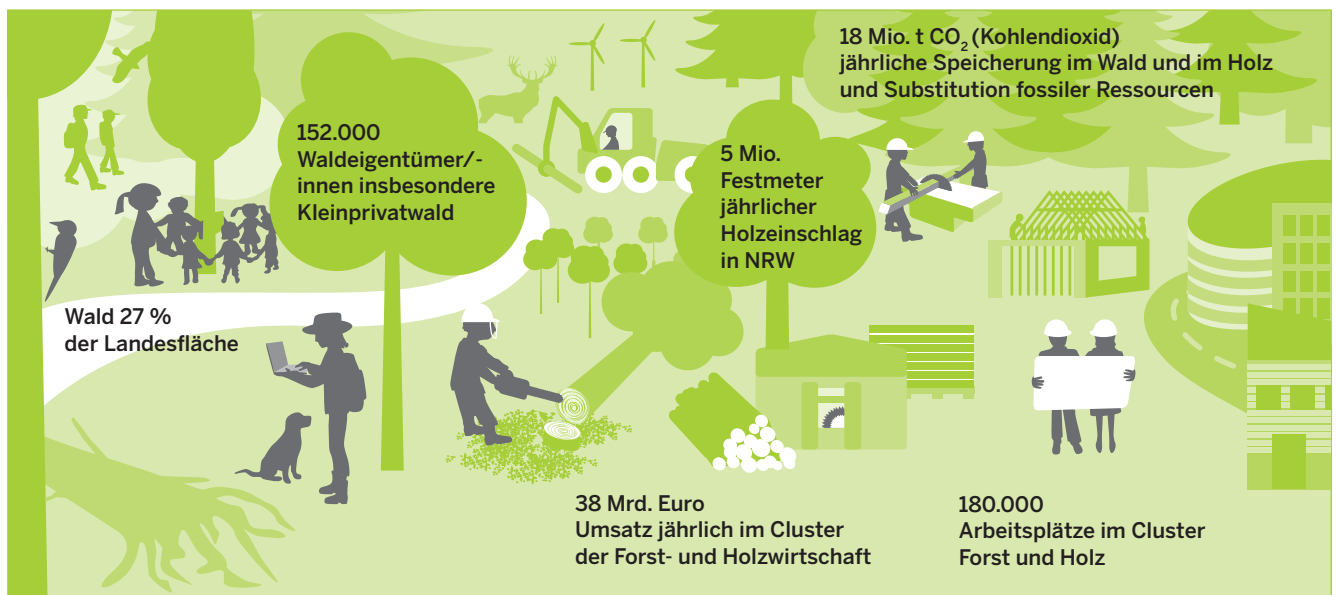 18 Mio. t CO₂ (Kohlendioxid)
jährliche Speicherung im Wald und im Holz
und Substitution fossiler Ressourcen
152.000
Waldeigentümer/-
innen insbesondere
Kleinprivatwald
5 Mio.
Festmeter
jährlicher
Holzeinschlag
in NRW
Wald 27 %
der Landesfläche
38 Mrd. Euro
Umsatz jährlich im Cluster
der Forst- und Holzwirtschaft
180.000
Arbeitsplätze im Cluster
Forst und Holz